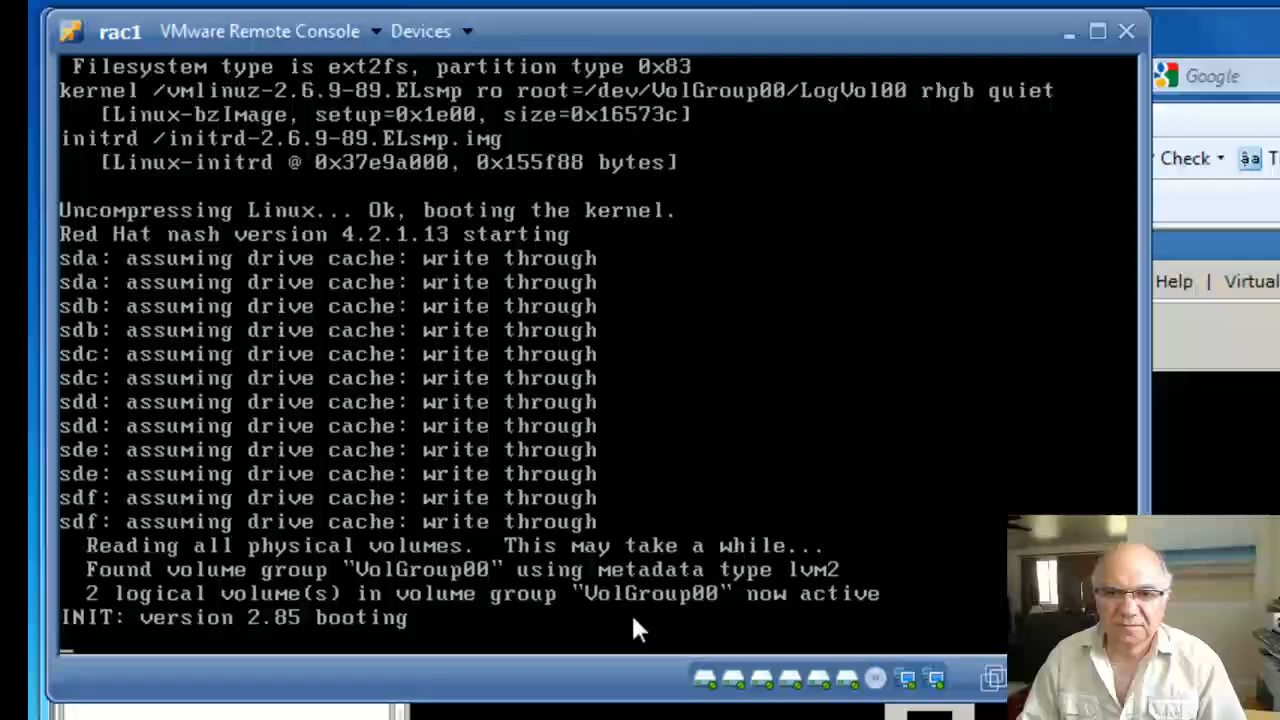 rac1 VMware Remote Console Devices
Filesystem type is ext2fs, partition type 0x83
kernel /vmlinuz-2.6.9-89.ELsmp ro root=/dev/VolGroup00/LogVol00 rhgb quiet
[Linux-bzImage, setup=0x1e00, size=0x16573c]
initrd /initrd-2.6.9-89.ELsmp.img
[Linux-initrd @ 0x37e9a000, 0x155f88 bytes]
Uncompressing Linux... Ok, booting the kernel.
Red Hat nash version 4.2.1.13 starting
sda: assuming drive cache: write through
sda: assuming drive cache: write through
sdb: assuming drive cache: write through
sdb: assuming drive cache: write through
sdc: assuming drive cache: write through
sdc: assuming drive cache: write through
sdd: assuming drive cache: write through
sdd: assuming drive cache: write through
sde: assuming drive cache: write through
sde: assuming drive cache: write through
sdf: assuming drive cache: write through
sdf: assuming drive cache: write through
Reading all physical volumes. This may take a while...
Found volume group "VolGroup00" using metadata type lvm2
2 logical volume(s) in volume group "VolGroup00" now active
INIT: version 2.85 booting
Google
Check
Help | Virtual